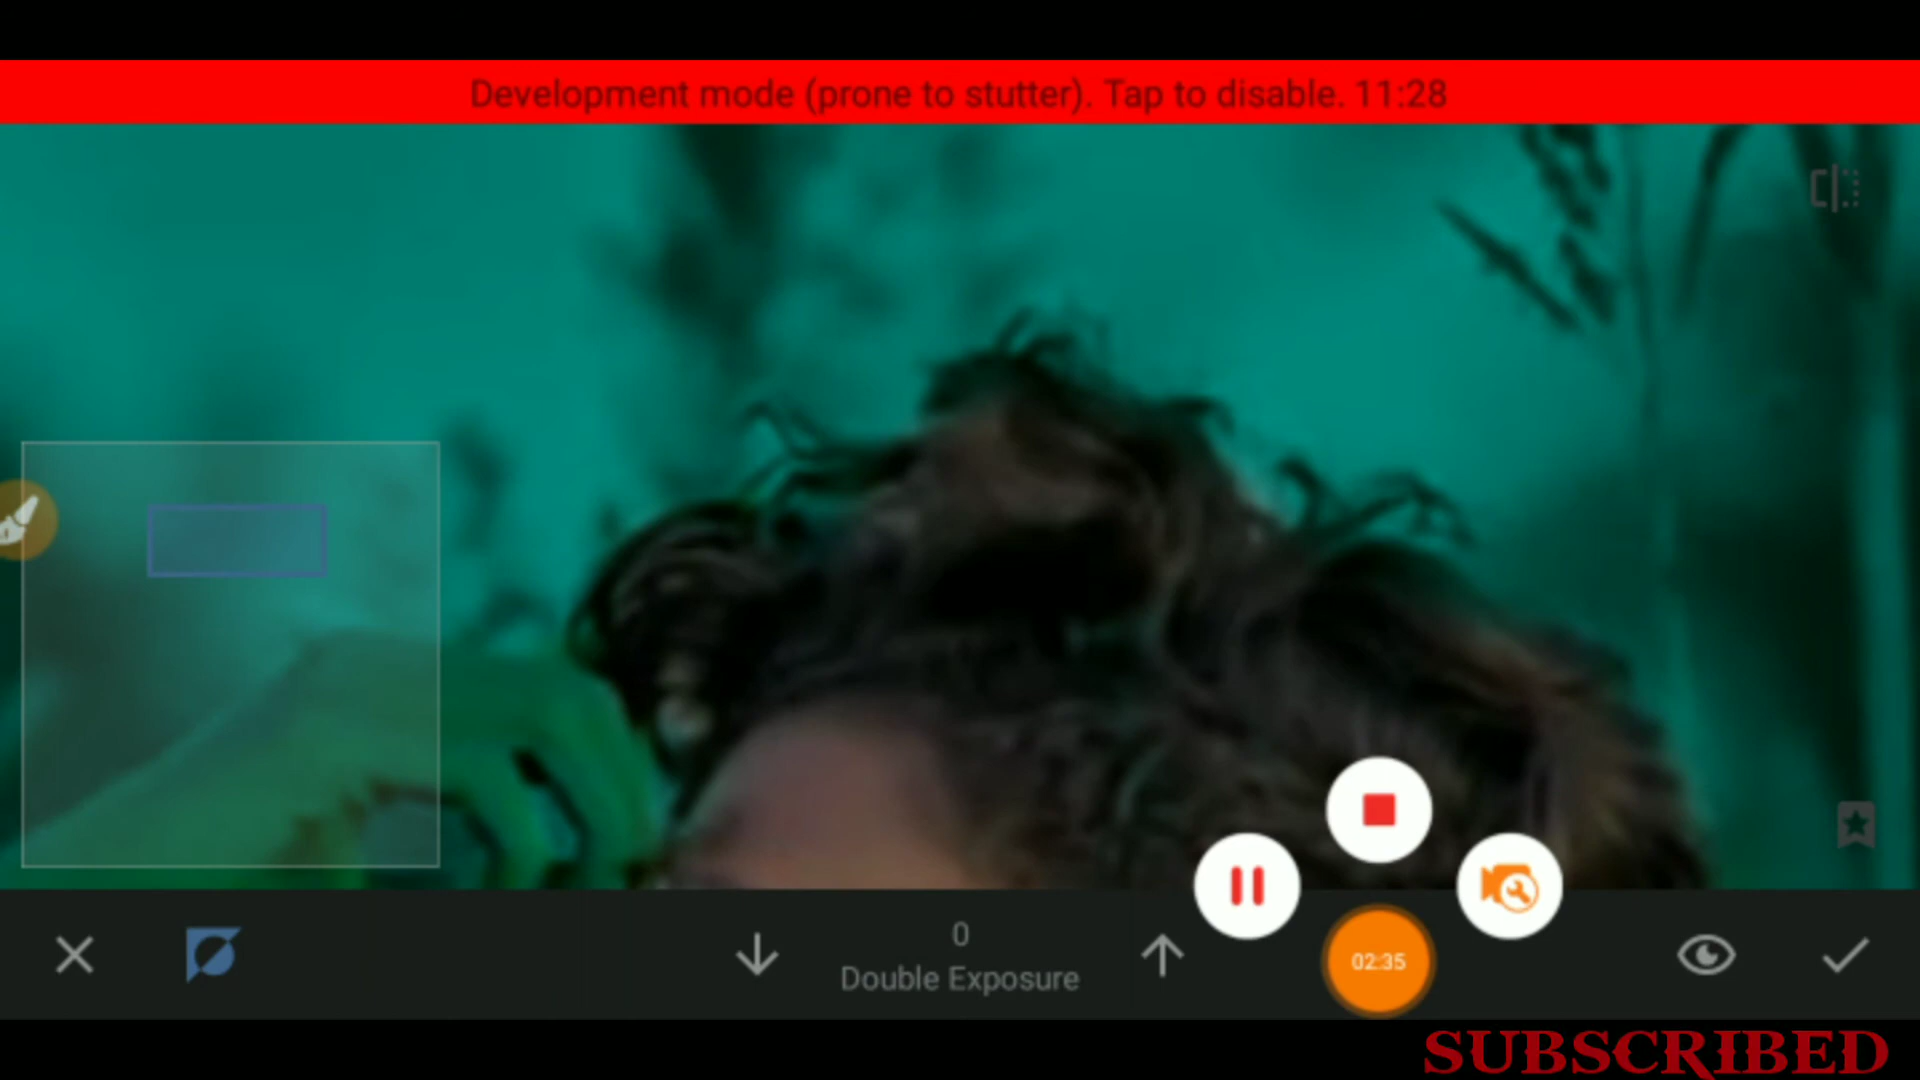 Development mode (prone to stutter). Tap to disable. 11:28
0
Double Exposure
02:35
SUBSCRIBED